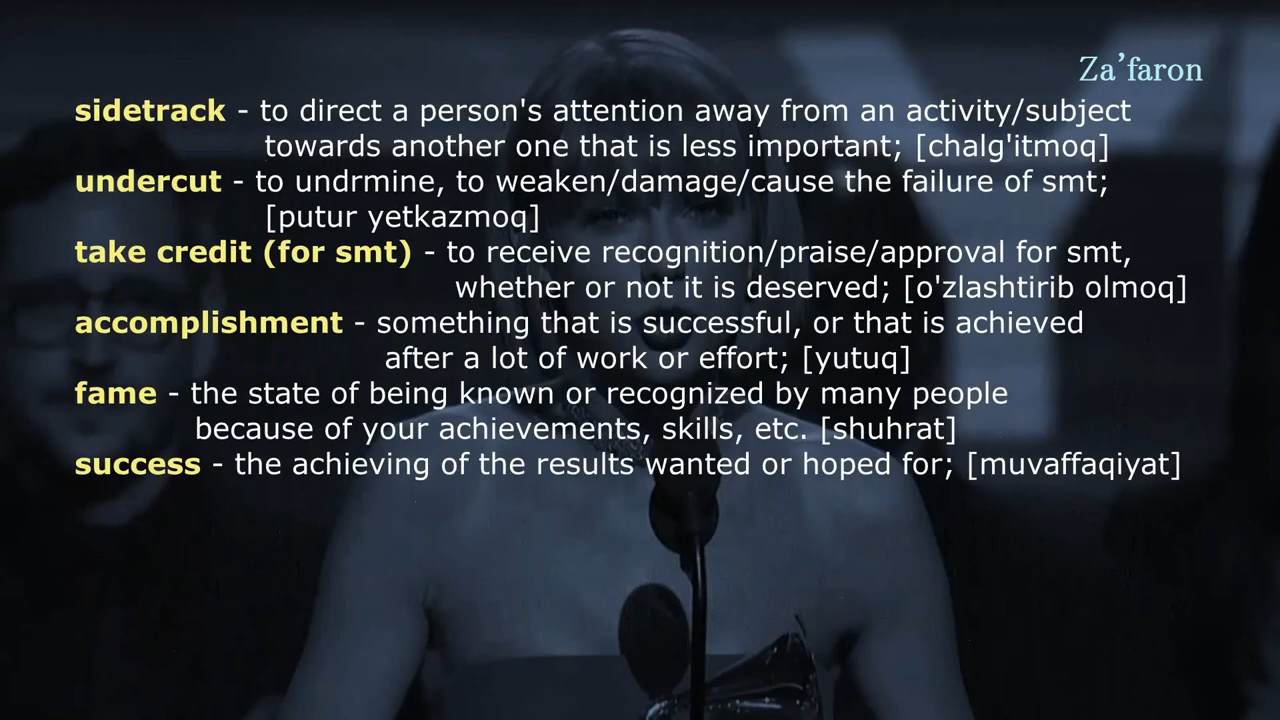 Za’faron
sidetrack - to direct a person's attention away from an activity/subject
towards another one that is less important; [chalg'itmoq]
undercut - to undrmine, to weaken/damage/cause the failure of smt;
[putur yetkazmoq]
take credit (for smt) - to receive recognition/praise/approval for smt,
whether or not it is deserved; [o'zlashtirib olmoq]
accomplishment - something that is successful, or that is achieved
after a lot of work or effort; [yutuq]
fame - the state of being known or recognized by many people
because of your achievements, skills, etc. [shuhrat]
success - the achieving of the results wanted or hoped for; [muvaffaqiyat]